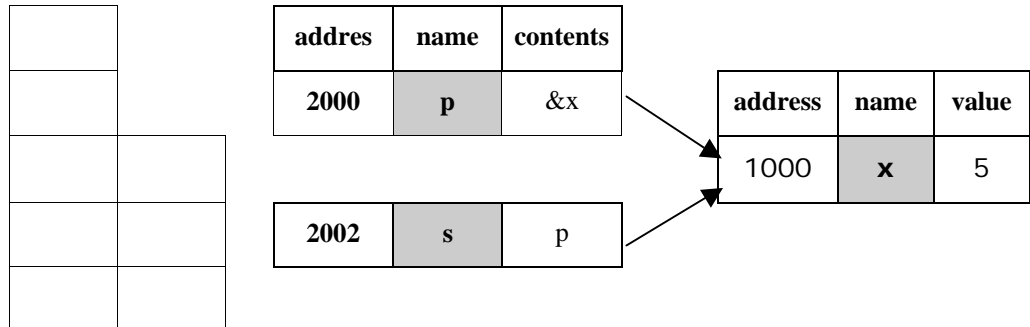 addres name contents
2000 p &x
address name value
1000 x 5
2002 s p